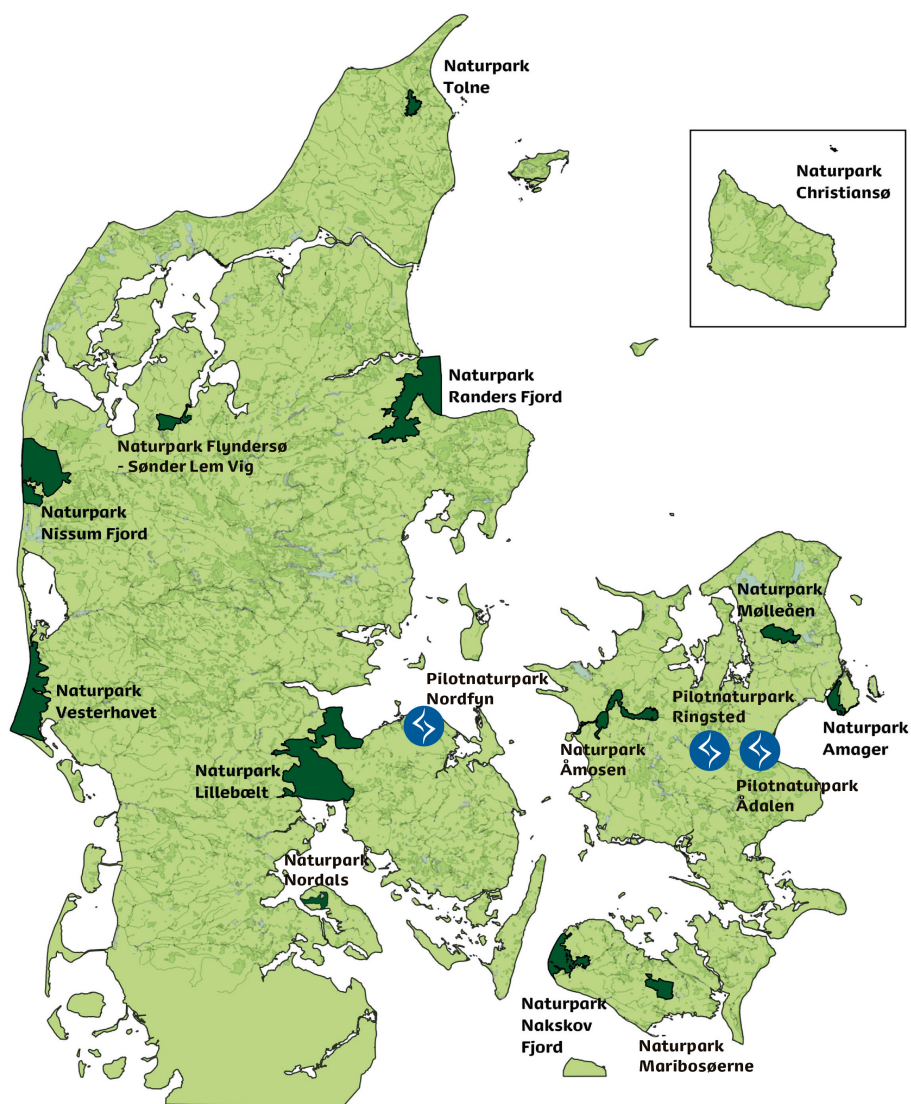 Naturpark
Tolne
Naturpark
Christiansø
Naturpark
Randers Fjord
Naturpark Flyndersø
- Sønder Lem Vig
Naturpark
Nissum Fjord
Naturpark
Mølleåen
Naturpark
Vesterhavet
Pilotnaturpark
Nordfyn
Pilotnaturpark
Ringsted
Naturpark
Amager
Naturpark
Lillebælt
Naturpark
Åmosen
Pilotnaturpark
Ådalen
Naturpark
Nordals
Naturpark
Nakskov
Fjord
Naturpark
Maribosøerne